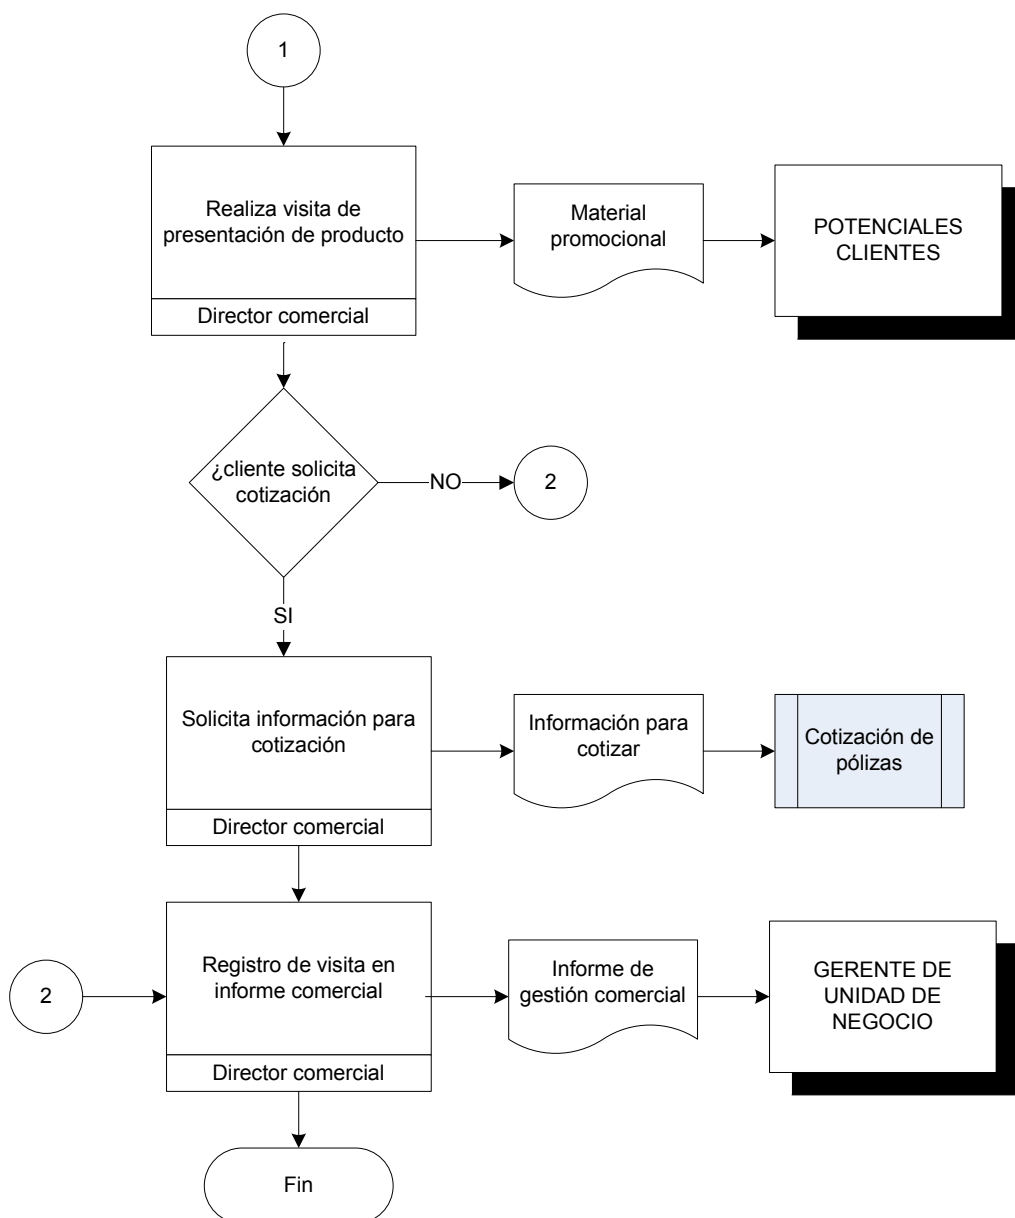 1
Realiza visita de
presentación de producto
Director comercial
Material
promocional
POTENCIALES
CLIENTES
¿cliente solicita
cotización
NO
2
SI
Solicita información para
cotización
Director comercial
Información para
cotizar
Cotización de
pólizas
2
Registro de visita en
informe comercial
Director comercial
Informe de
gestión comercial
GERENTE DE
UNIDAD DE
NEGOCIO
Fin